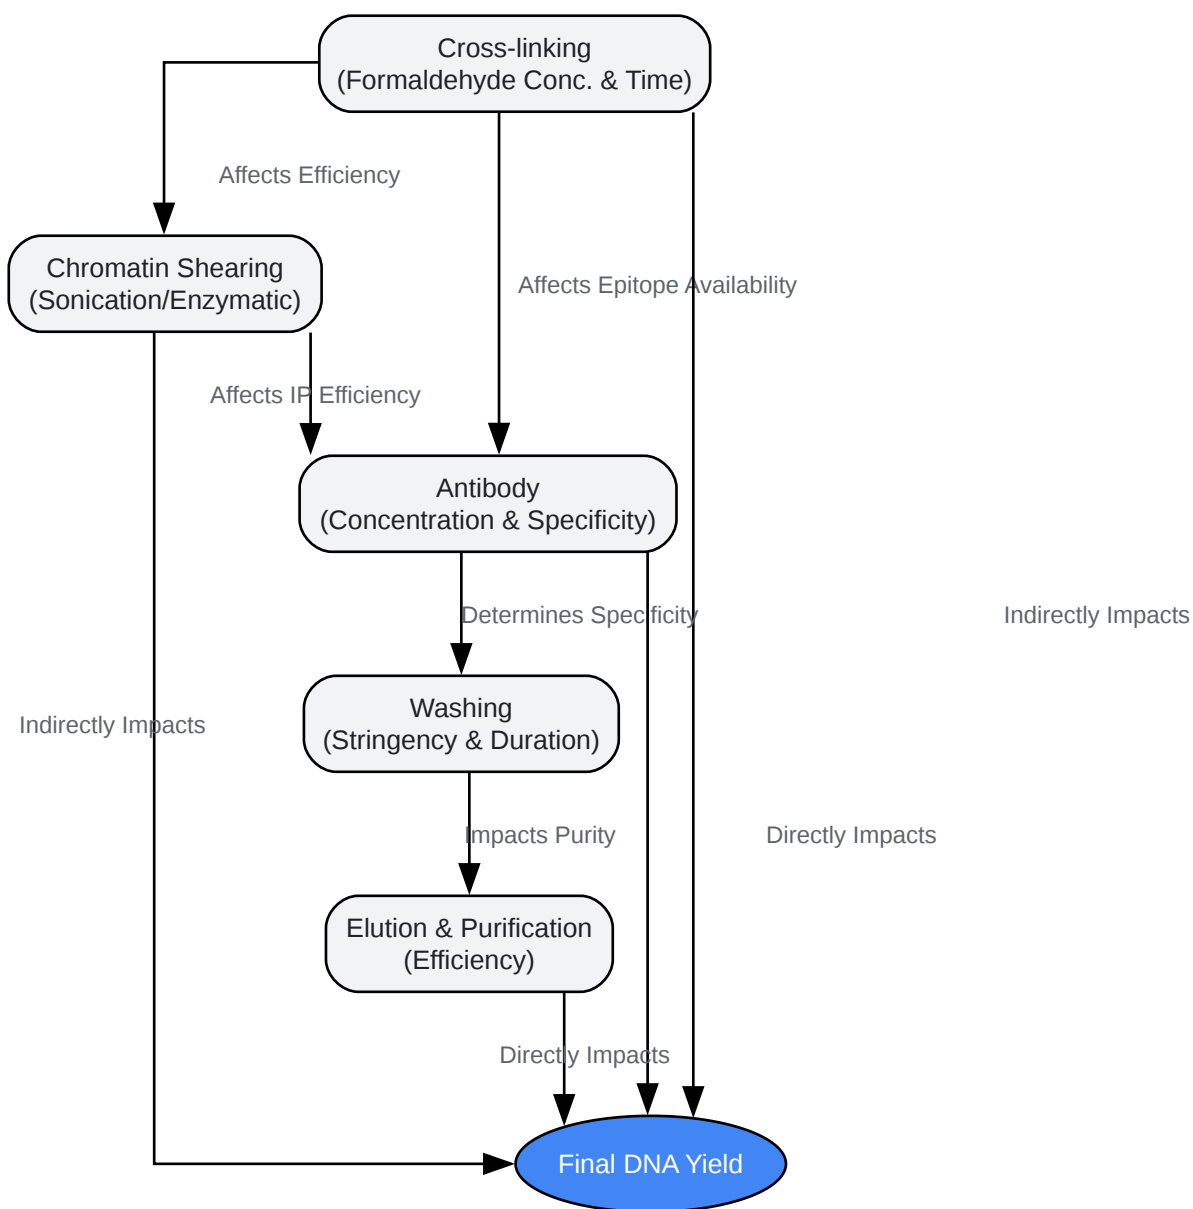 Cross-linking
(Formaldehyde Conc. & Time)
Affects Efficiency
Chromatin Shearing
(Sonication/Enzymatic)
Affects Epitope Availability
Affects IP Efficiency
Antibody
(Concentration & Specificity)
Determines Specificity
Indirectly Impacts
Washing
(Stringency & Duration)
Indirectly Impacts
Impacts Purity
Directly Impacts
Elution & Purification
(Efficiency)
Directly Impacts
Final DNA Yield